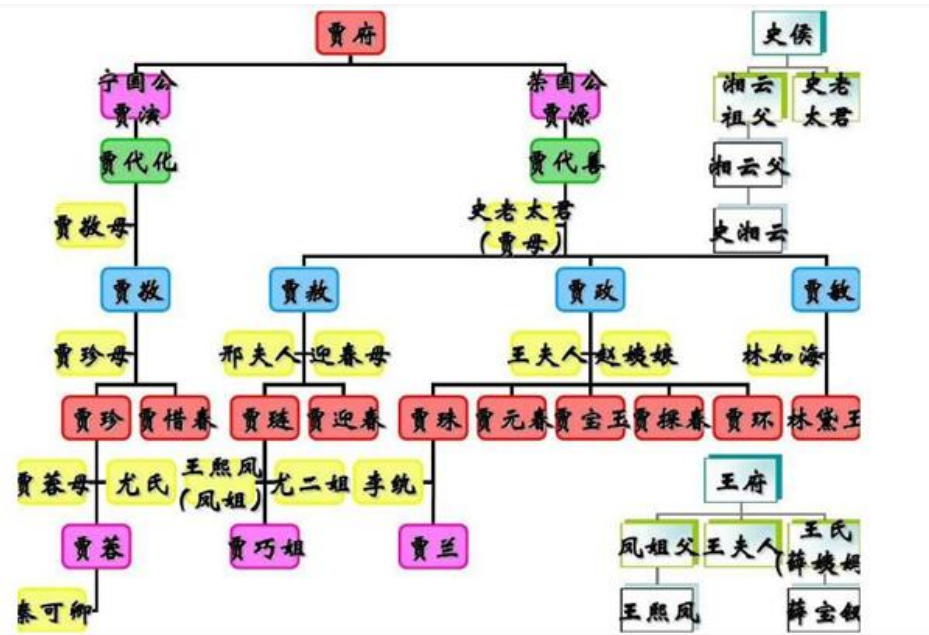 贾府
史侯
宁国公
贾演
荣国公
贾源
湘云
祖父
史老
太君
贾代化
贾代善
湘云父
贾敬母
史老太君
(贾母)
史湘云
贾敬
贾赦
贾政
贾敏
贾珍母
邢夫人
迎春母
王夫人
赵姨娘
林如海
贾珍
贾惜春
贾琏
贾迎春
贾珠
贾元春
贾宝玉
贾探春
贾环
林黛玉
贾蓉母
尤氏
王熙凤
(凤姐)
尤二姐
李纨
王府
贾蓉
贾巧姐
贾兰
凤姐父
王夫人
王氏
(薛姨妈
秦可卿
王熙凤
薛宝钗